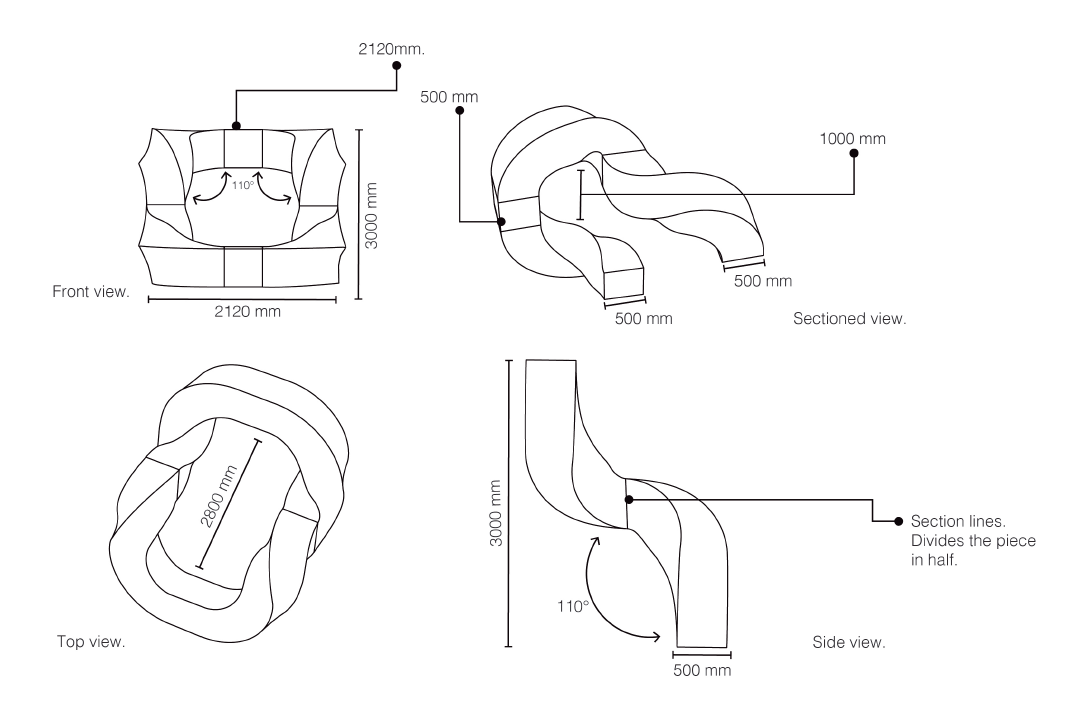 2120mm.
110°
3000 mm
Front view.
2120 mm
500 mm
1000 mm
500 mm
500 mm
Sectioned view.
2800 mm
Top view.
3000 mm
Section lines.
Divides the piece
in half.
110°
500 mm
Side view.